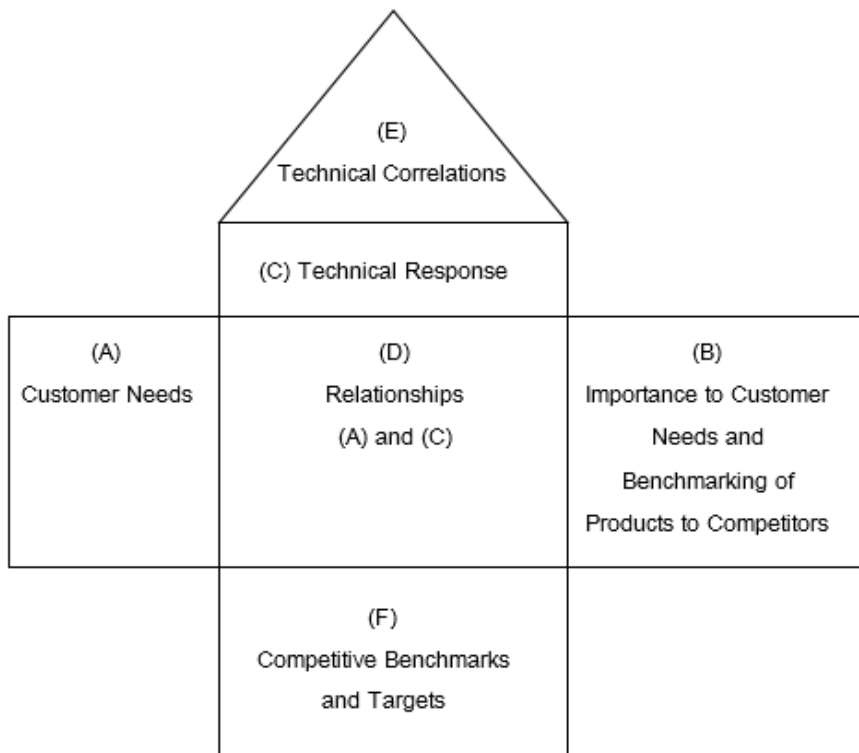 (E)
Technical Correlations
(C) Technical Response
(A)
Customer Needs
(D)
Relationships
(A) and (C)
(B)
Importance to Customer
Needs and
Benchmarking of
Products to Competitors
(F)
Competitive Benchmarks
and Targets